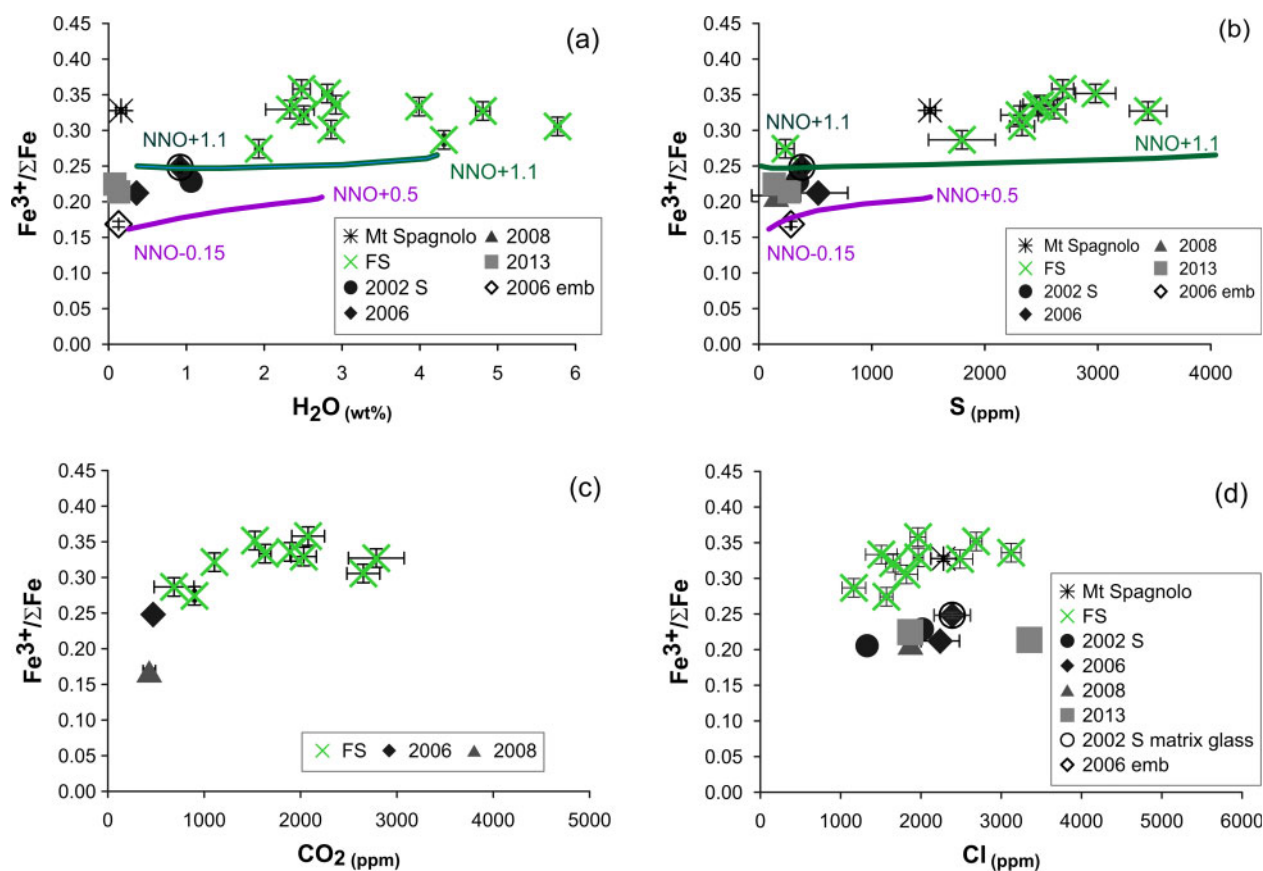 (a)
0.45
0.40
0.35
0.30
0.25
0.20
0.15
0.10
0.05
0.00
Fe3+/ΣFe
NNO+1.1
NNO+1.1
NNO+0.5
NNO-0.15
Mt Spagnolo
FS
2002 S
2006
2008
2013
2006 emb
0 1 2 3 4 5 6
H2O (wt%)
(b)
0.45
0.40
0.35
0.30
0.25
0.20
0.15
0.10
0.05
0.00
Fe3+/ΣFe
NNO+1.1
NNO+1.1
NNO+0.5
NNO-0.15
Mt Spagnolo
FS
2002 S
2006
2008
2013
2006 emb
0 1000 2000 3000 4000
S (ppm)
(c)
0.45
0.40
0.35
0.30
0.25
0.20
0.15
0.10
0.05
0.00
Fe3+/ΣFe
FS 2006 2008
0 1000 2000 3000 4000 5000
CO2 (ppm)
(d)
0.45
0.40
0.35
0.30
0.25
0.20
0.15
0.10
0.05
0.00
Fe3+/ΣFe
Mt Spagnolo
FS
2002 S
2006
2008
2013
2002 S matrix glass
2006 emb
0 1000 2000 3000 4000 5000 6000
Cl (ppm)